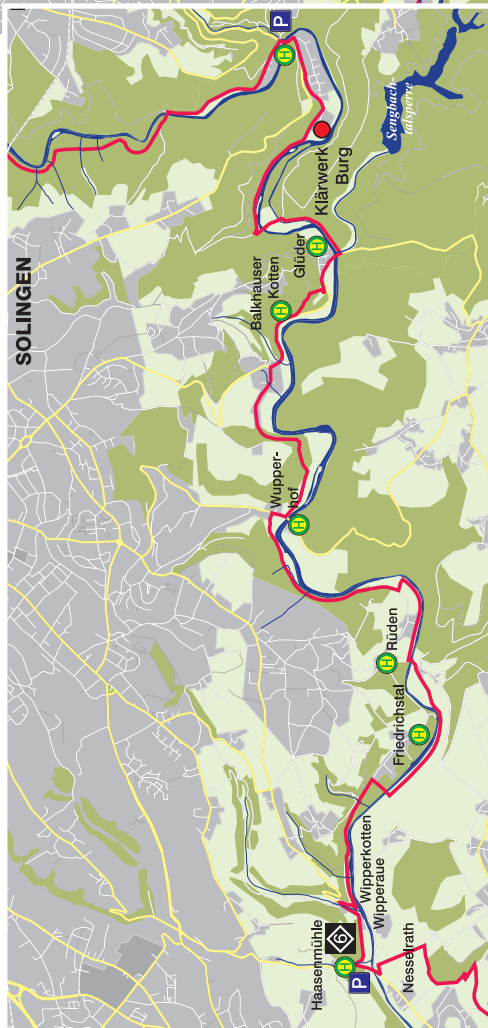 P
H
SOLINGEN
Sengbach-
talsperre
Klärwerk
Burg
H
Glüder
Balkhauser
Kotten
H
Wupper-
hof
H
H
Rüden
Friedrichstal
H
Wipperkotten
Wipperaue
6
Haasenmühle
H
P
Nesselrath